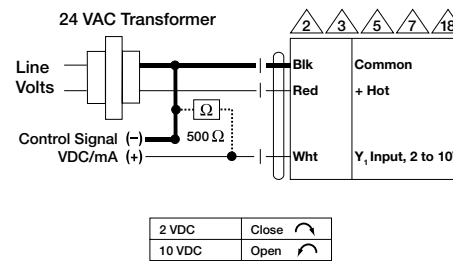 24 VAC Transformer
2 3 5 7 18
Line Volts
Blk Common
Red + Hot
Ω
500 Ω
Control Signal (−)
VDC/mA (+)
Wht Y₁ Input, 2 to 10
2 VDC Close
10 VDC Open